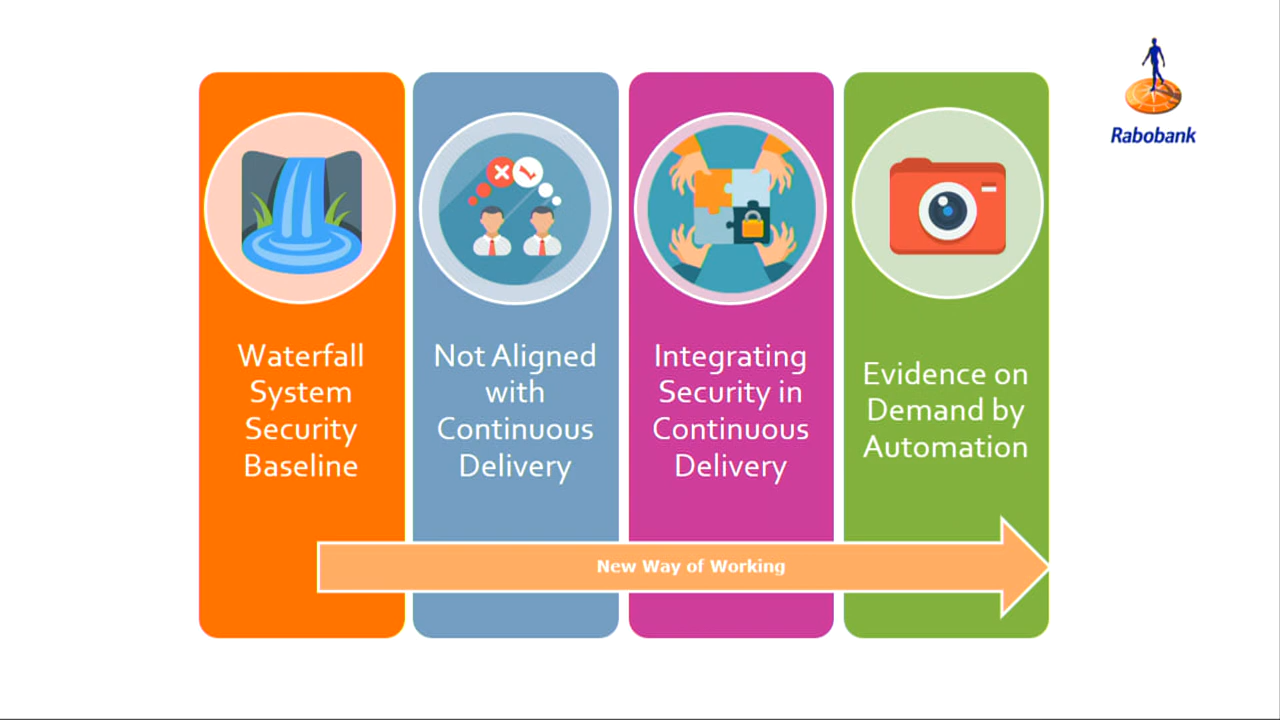 Rabobank
Waterfall
System
Security
Baseline
Not Aligned
with
Continuous
Delivery
Integrating
Security in
Continuous
Delivery
Evidence on
Demand by
Automation
New Way of Working